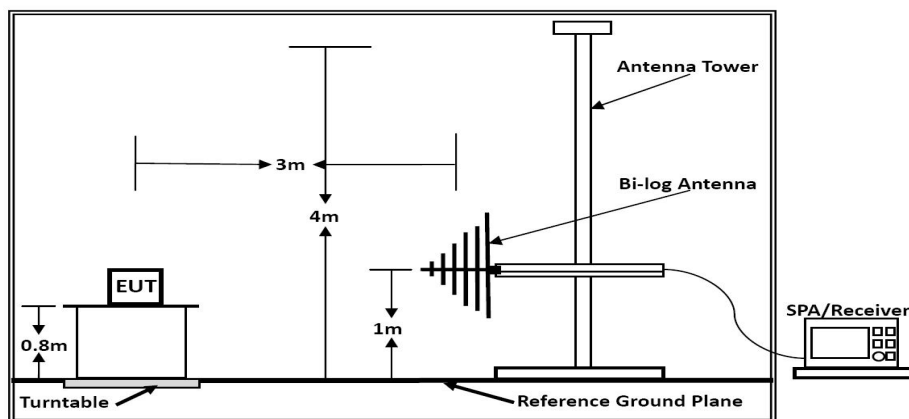 Antenna Tower
3m
Bi-log Antenna
4m
EUT
SPA/Receiver
1m
0.8m
Turntable
Reference Ground Plane